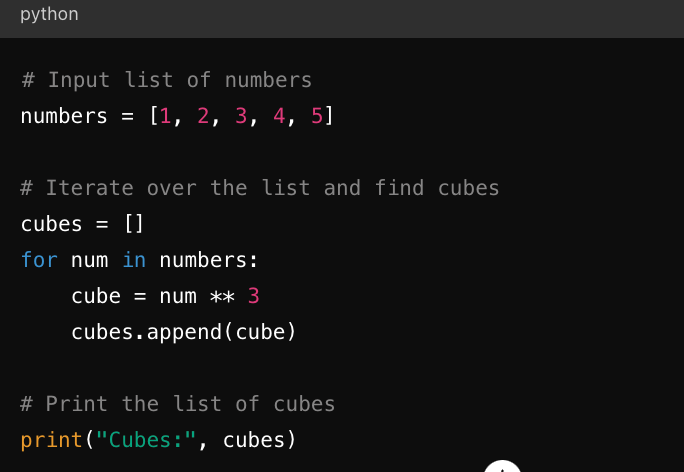 python
# Input list of numbers
numbers = [1, 2, 3, 4, 5]
# Iterate over the list and find cubes
cubes = []
for num in numbers:
    cube = num ** 3
    cubes.append(cube)
# Print the list of cubes
print("Cubes:", cubes)